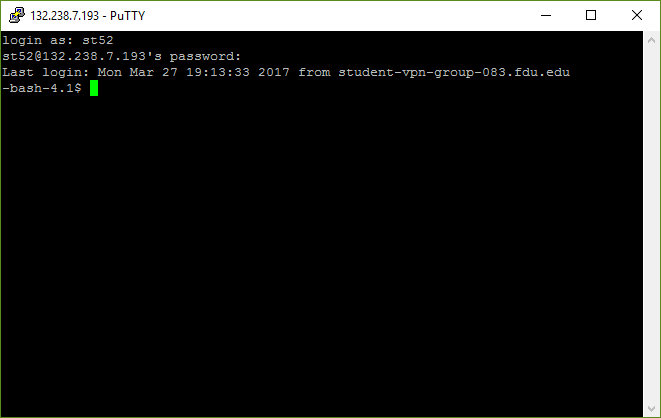 132.238.7.193 - PuTTY
login as: st52
st52@132.238.7.193's password:
Last login: Mon Mar 27 19:13:33 2017 from student-vpn-group-083.fdu.edu
-bash-4.1$